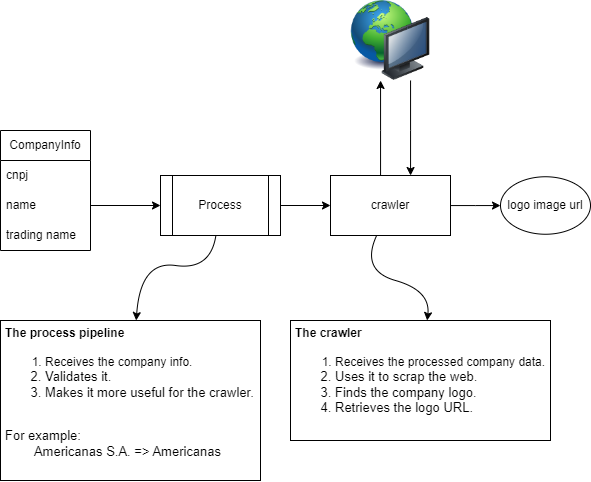 CompanyInfo
cnpj
name
trading name
Process
crawler
logo image url
The process pipeline
1. Receives the company info.
2. Validates it.
3. Makes it more useful for the crawler.
For example:
Americanas S.A. => Americanas
The crawler
1. Receives the processed company data.
2. Uses it to scrap the web.
3. Finds the company logo.
4. Retrieves the logo URL.